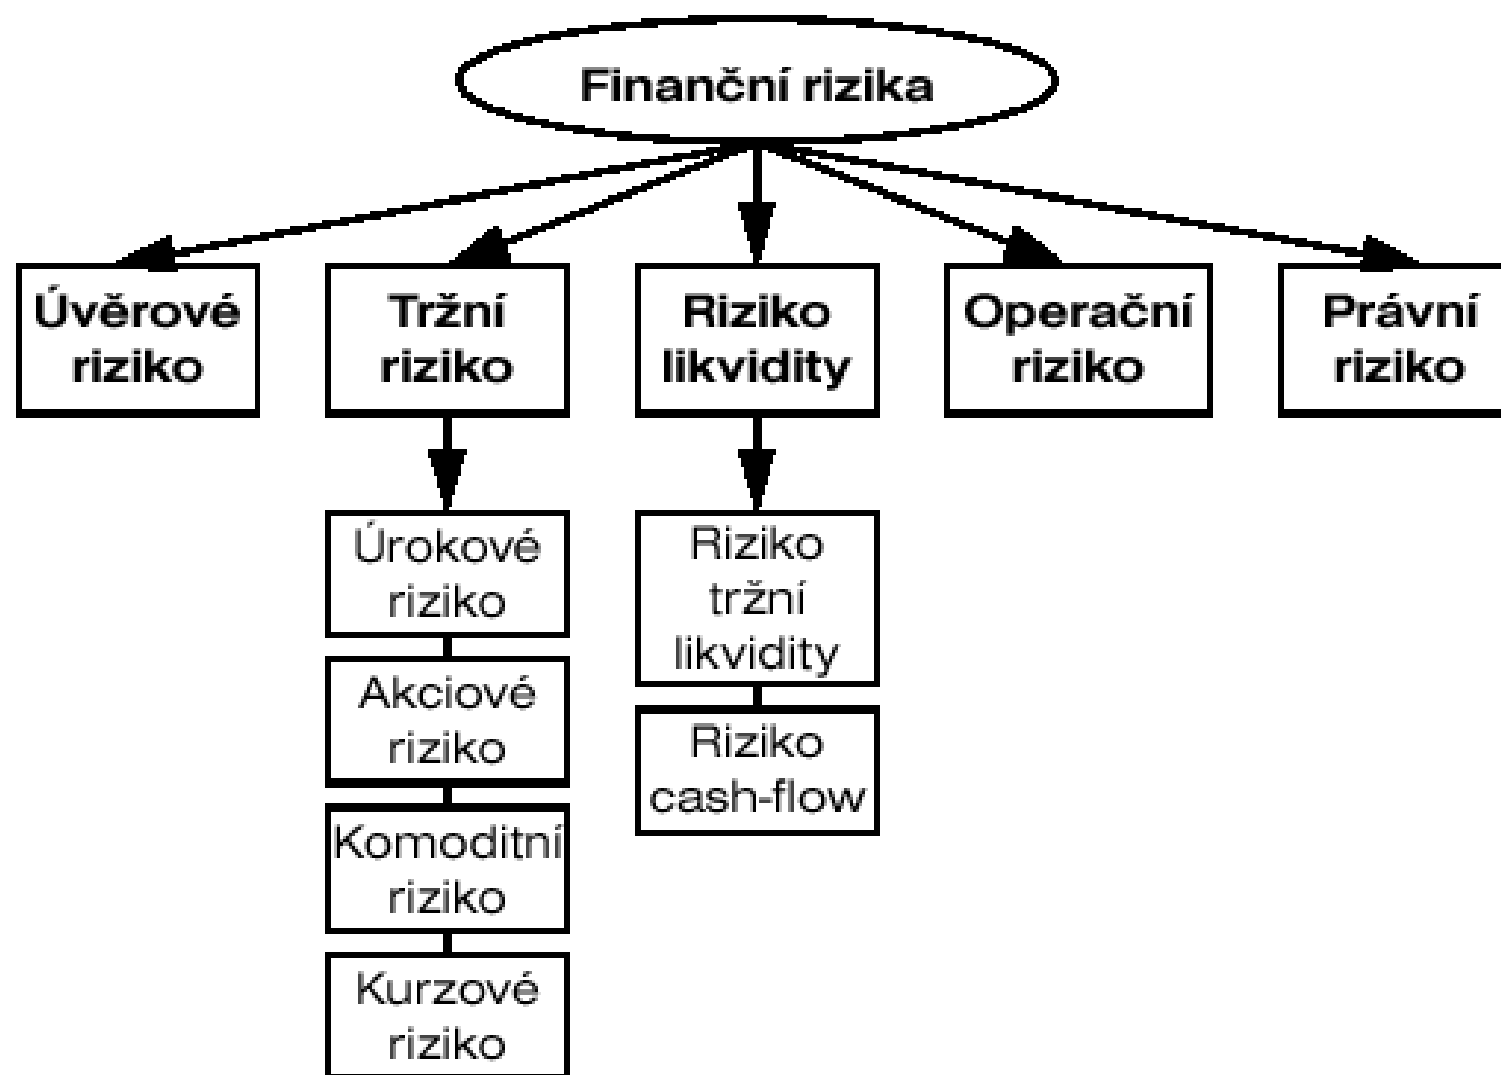 Finanční rizika
Úvěrové
riziko
Tržní
riziko
Riziko
likvidity
Operační
riziko
Právní
riziko
Úrokové
riziko
Akciové
riziko
Komoditní
riziko
Kurzové
riziko
Riziko
tržní
likvidity
Riziko
cash-flow